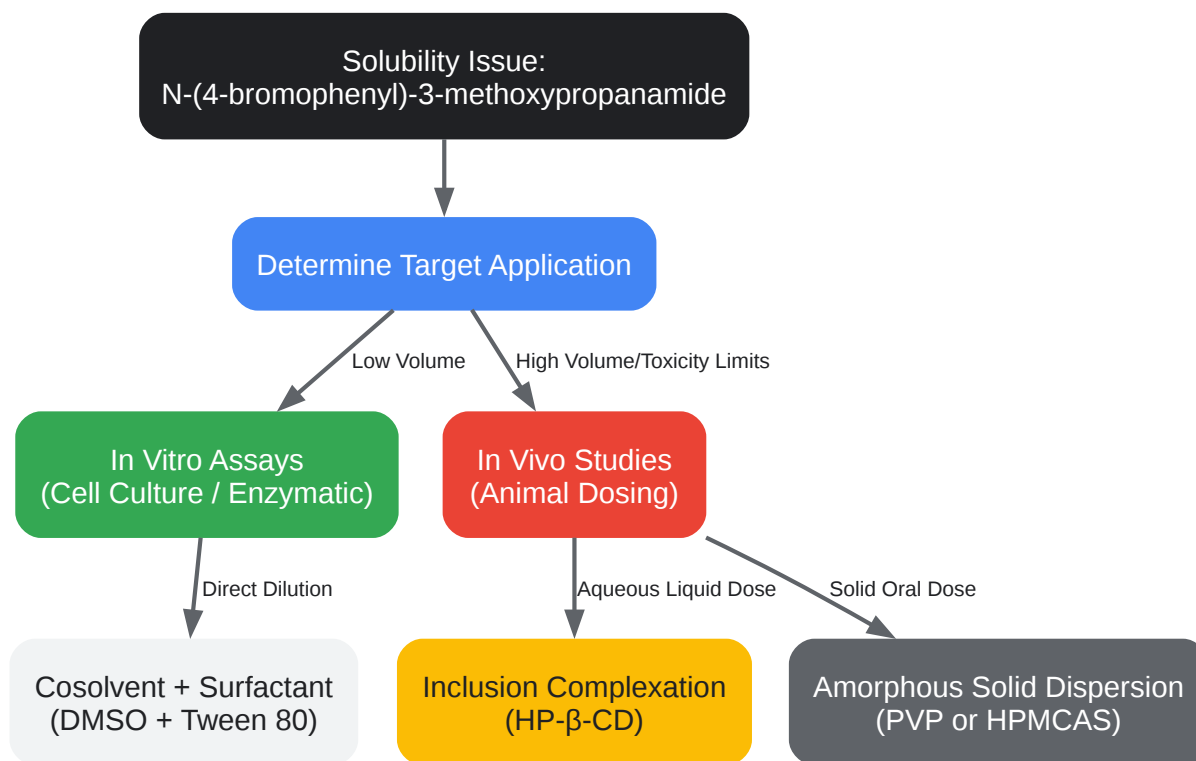 Solubility Issue:
N-(4-bromophenyl)-3-methoxypropanamide
Determine Target Application
Low Volume
High Volume/Toxicity Limits
In Vitro Assays
(Cell Culture / Enzymatic)
In Vivo Studies
(Animal Dosing)
Direct Dilution
Aqueous Liquid Dose
Solid Oral Dose
Cosolvent + Surfactant
(DMSO + Tween 80)
Inclusion Complexation
(HP-β-CD)
Amorphous Solid Dispersion
(PVP or HPMCAS)